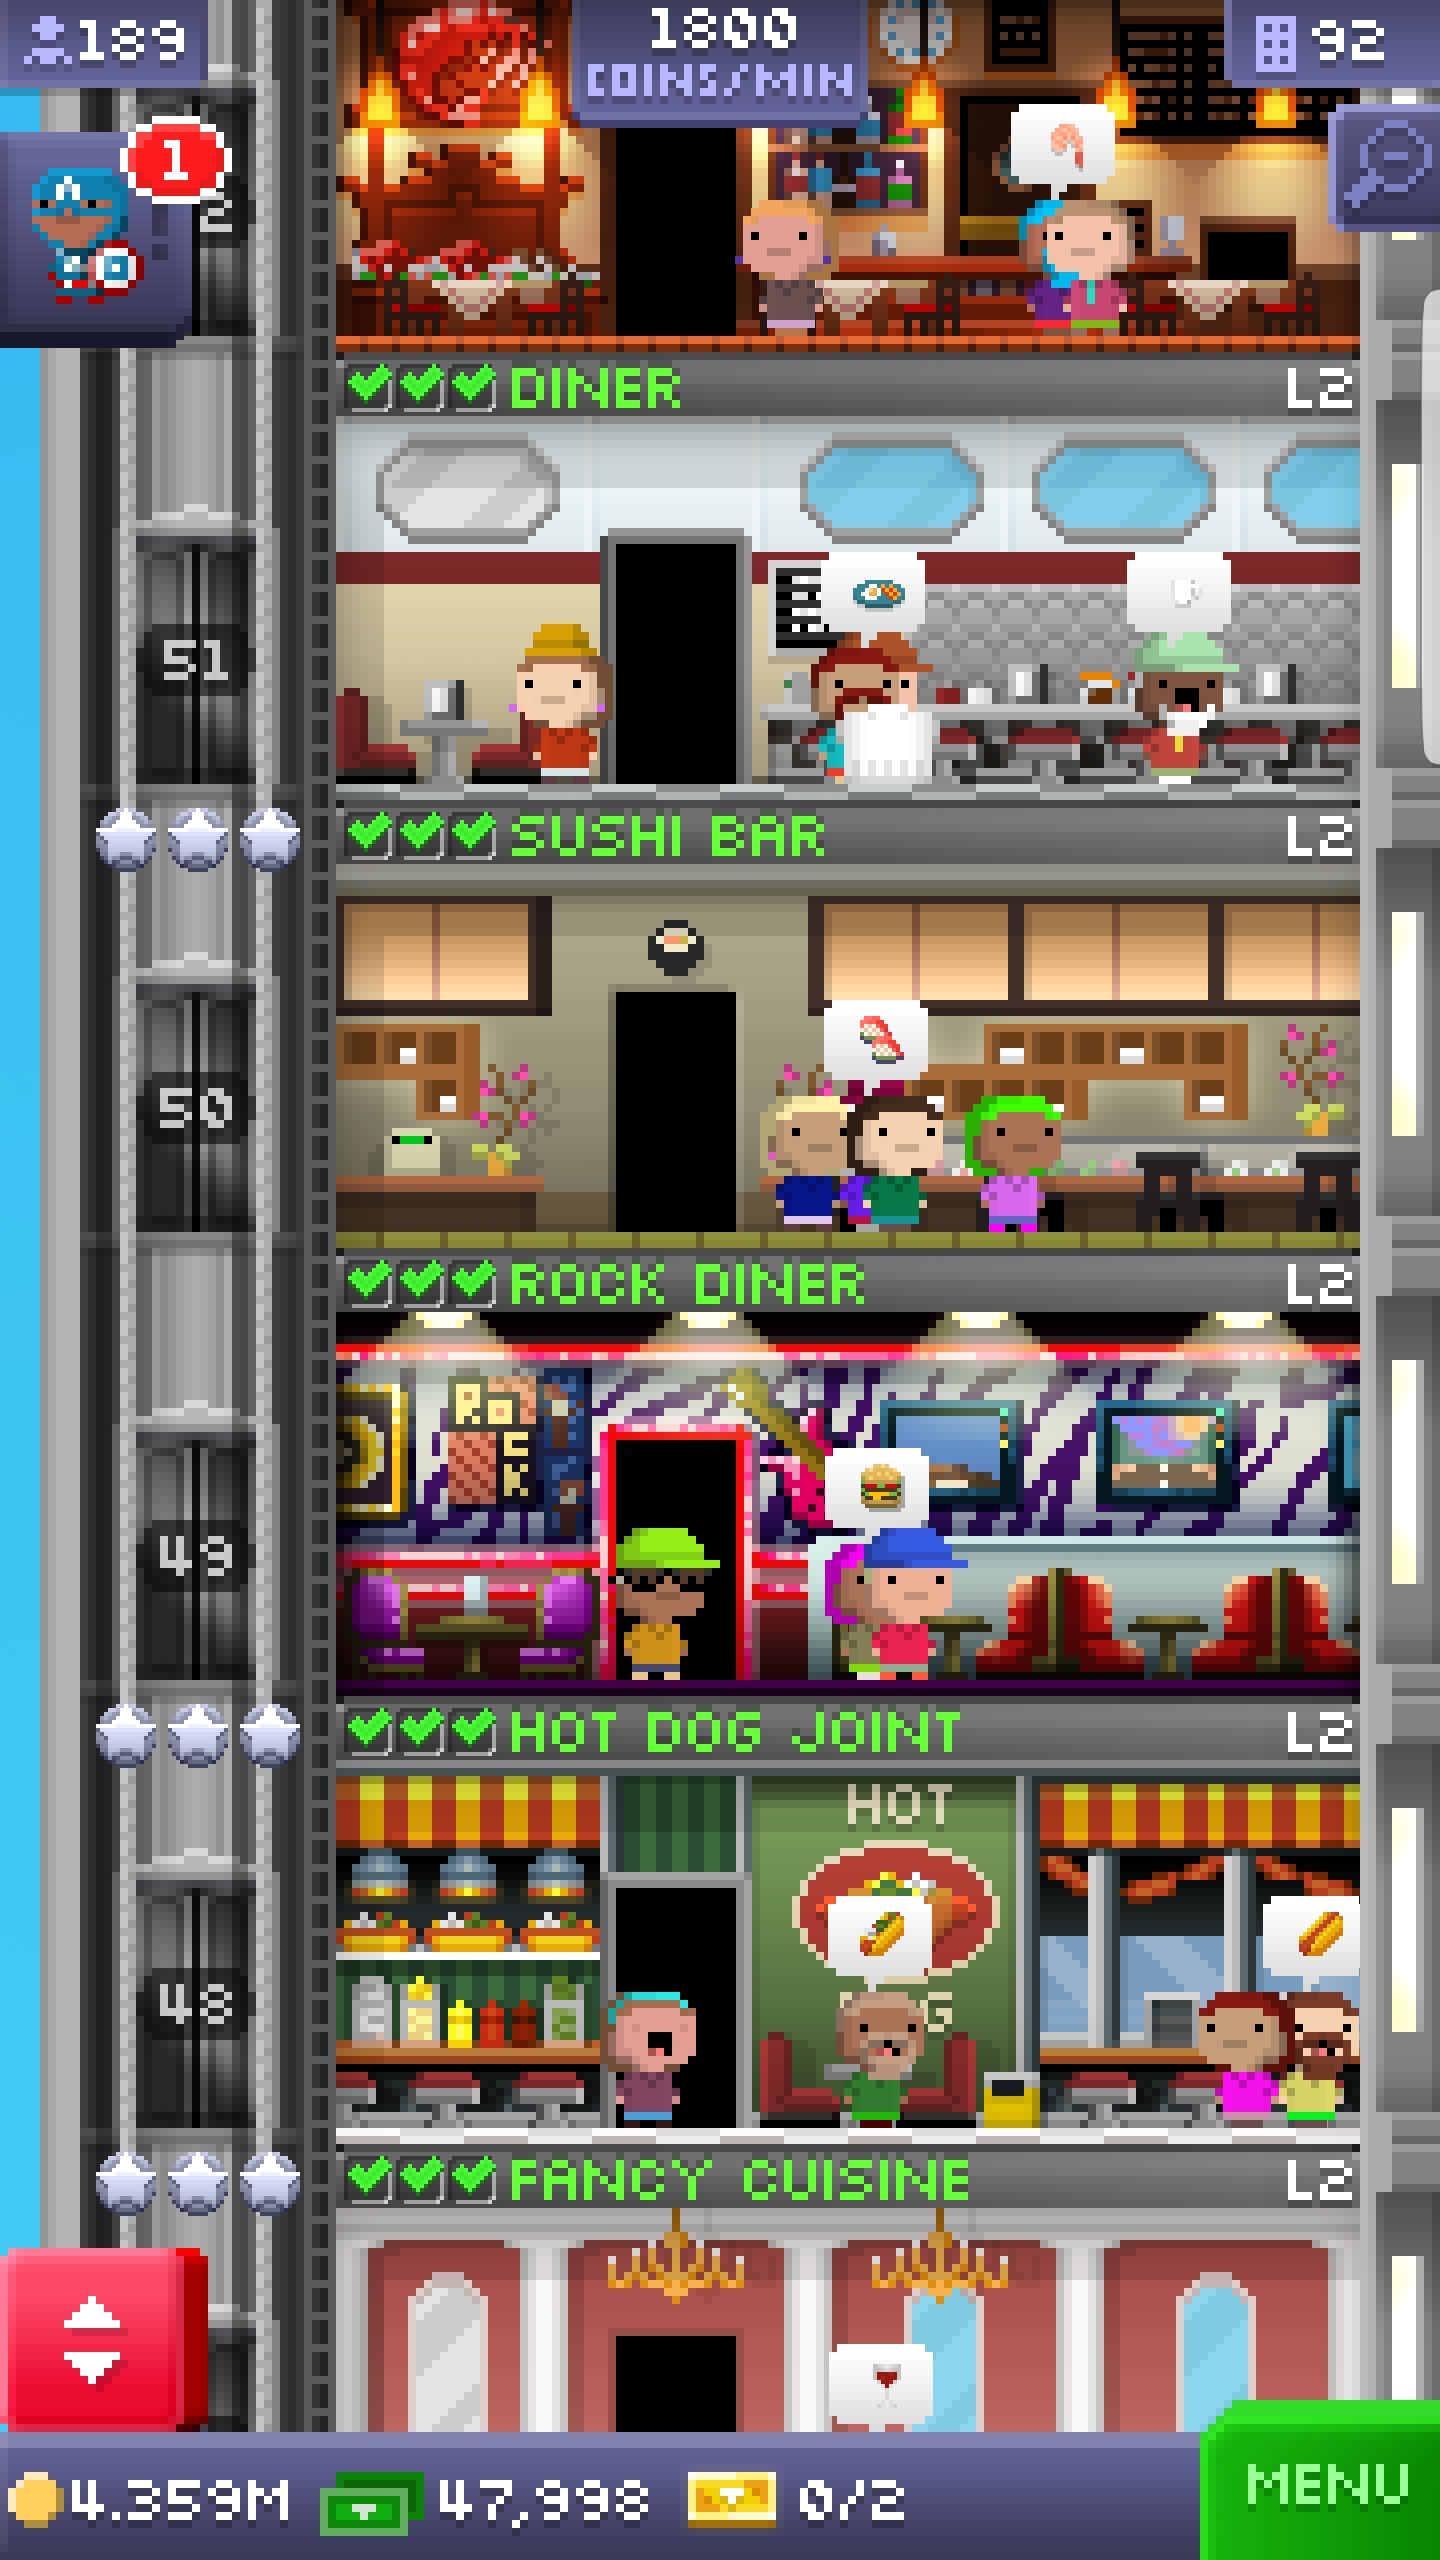 189
1800
COINS/MIN
92
1
2
DINER L2
51
SUSHI BAR L2
50
ROCK DINER L2
ROCK
49
HOT DOG JOINT L2
HOT
48
G
FANCY CUISINE L2
4.359M 47,998 0/2 MENU